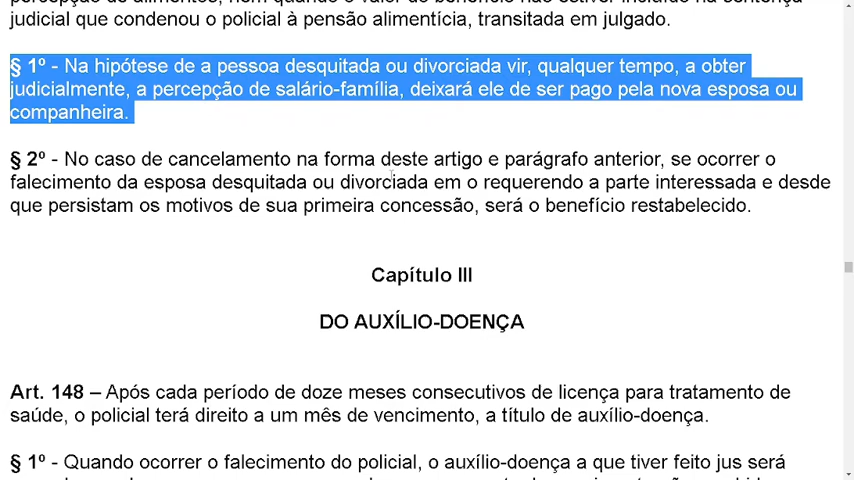 judicial que condenou o policial à pensão alimentícia, transitada em julgado.
§ 1º - Na hipótese de a pessoa desquitada ou divorciada vir, qualquer tempo, a obter
judicialmente, a percepção de salário-família, deixará ele de ser pago pela nova esposa ou
companheira.
§ 2º - No caso de cancelamento na forma deste artigo e parágrafo anterior, se ocorrer o
falecimento da esposa desquitada ou divorciada em o requerendo a parte interessada e desde
que persistam os motivos de sua primeira concessão, será o benefício restabelecido.
Capítulo III
DO AUXÍLIO-DOENÇA
Art. 148 – Após cada período de doze meses consecutivos de licença para tratamento de
saúde, o policial terá direito a um mês de vencimento, a título de auxílio-doença.
§ 1º - Quando ocorrer o falecimento do policial, o auxílio-doença a que tiver feito jus será